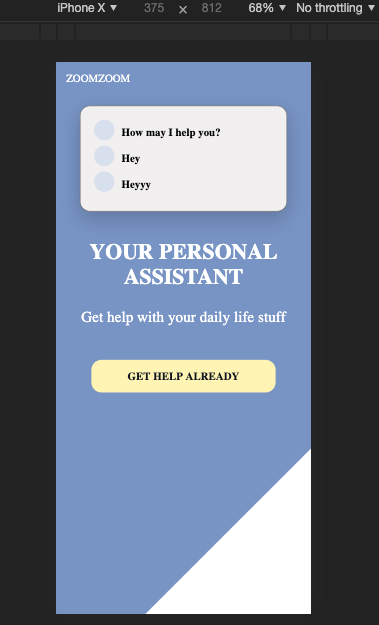 iPhone X ▼ 375 × 812 68% ▼ No throttling ▼
ZOOMZOOM
How may I help you?
Hey
Heyyy
YOUR PERSONAL
ASSISTANT
Get help with your daily life stuff
GET HELP ALREADY